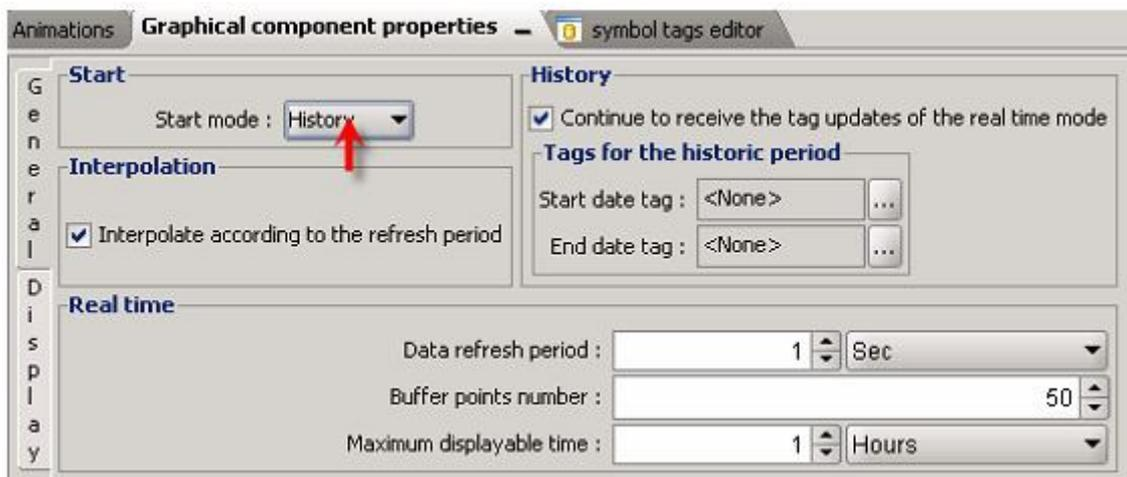 Animations Graphical component properties symbol tags editor
General
Display
Start
Start mode : History
Interpolation
Interpolate according to the refresh period
History
Continue to receive the tag updates of the real time mode
Tags for the historic period
Start date tag : <None> ...
End date tag : <None> ...
Real time
Data refresh period : 1 Sec
Buffer points number : 50
Maximum displayable time : 1 Hours